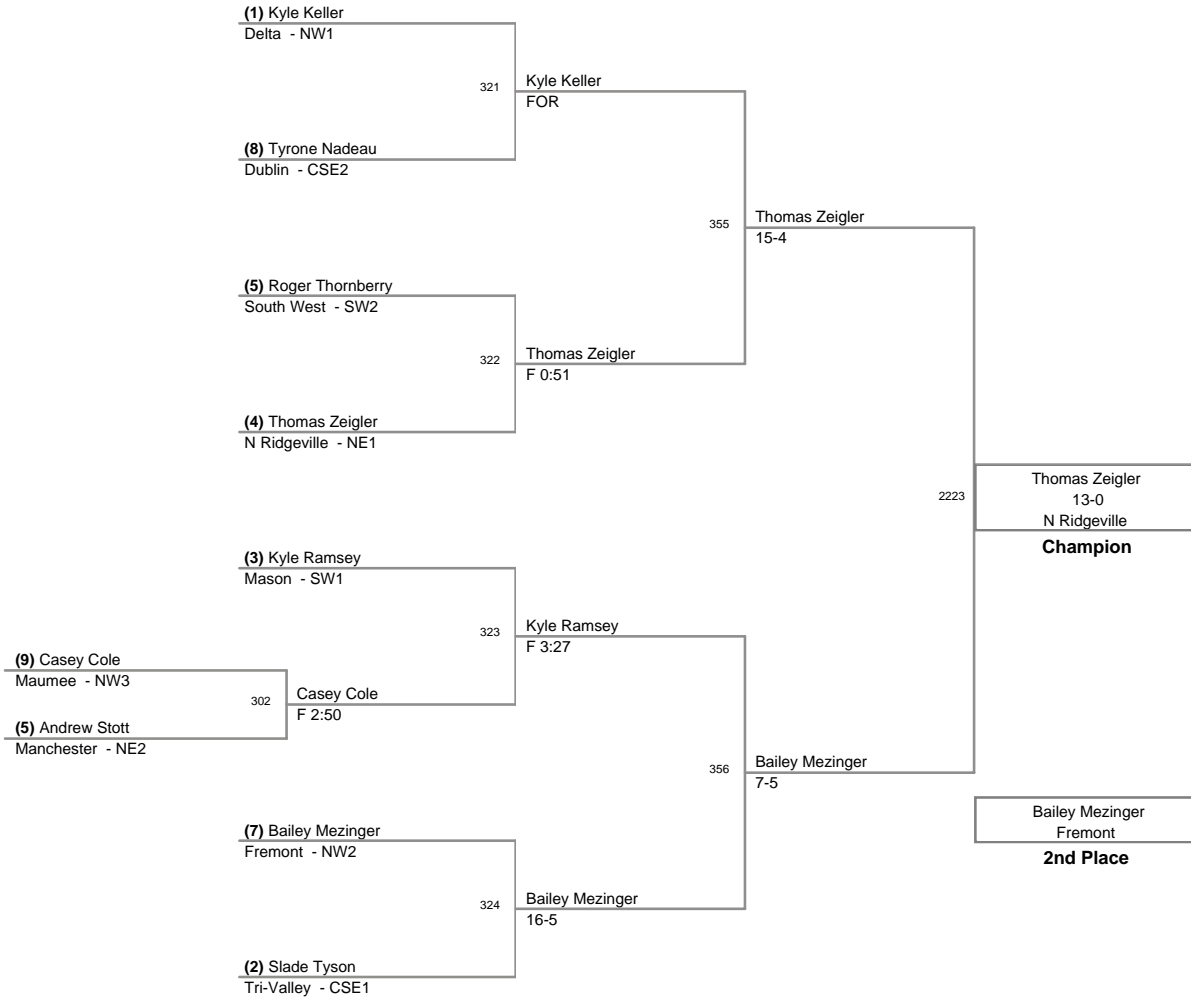 (1) Kyle Keller
Delta - NW1
321
Kyle Keller
FOR
(8) Tyrone Nadeau
Dublin - CSE2
355
Thomas Zeigler
15-4
(5) Roger Thornberry
South West - SW2
322
Thomas Zeigler
F 0:51
(4) Thomas Zeigler
N Ridgeville - NE1
2223
Thomas Zeigler
13-0
N Ridgeville
Champion
(3) Kyle Ramsey
Mason - SW1
323
Kyle Ramsey
F 3:27
(9) Casey Cole
Maumee - NW3
302
Casey Cole
F 2:50
(5) Andrew Stott
Manchester - NE2
356
Bailey Mezinger
7-5
Bailey Mezinger
Fremont
2nd Place
(7) Bailey Mezinger
Fremont - NW2
324
Bailey Mezinger
16-5
(2) Slade Tyson
Tri-Valley - CSE1